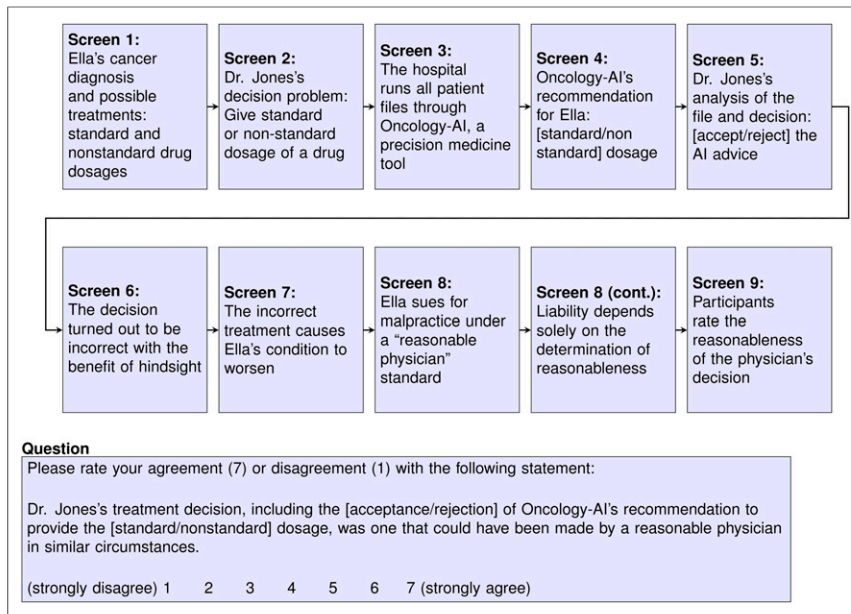 Screen 1:
Ella's cancer
diagnosis
and possible
treatments:
standard and
nonstandard drug
dosages
Screen 2:
Dr. Jones's
decision problem:
Give standard
or non-standard
dosage of a drug
Screen 3:
The hospital
runs all patient
files through
Oncology-AI, a
precision medicine
tool
Screen 4:
Oncology-AI's
recommendation
for Ella:
[standard/non
standard] dosage
Screen 5:
Dr. Jones's
analysis of the
file and decision:
[accept/reject] the
AI advice
Screen 6:
The decision
turned out to be
incorrect with the
benefit of hindsight
Screen 7:
The incorrect
treatment causes
Ella's condition to
worsen
Screen 8:
Ella sues for
malpractice under
a “reasonable
physician”
standard
Screen 8 (cont.):
Liability depends
solely on the
determination of
reasonableness
Screen 9:
Participants
rate the
reasonableness
of the physician's
decision
Question
Please rate your agreement (7) or disagreement (1) with the following statement:
Dr. Jones's treatment decision, including the [acceptance/rejection] of Oncology-AI's recommendation to
provide the [standard/nonstandard] dosage, was one that could have been made by a reasonable physician
in similar circumstances.
(strongly disagree) 1 2 3 4 5 6 7 (strongly agree)